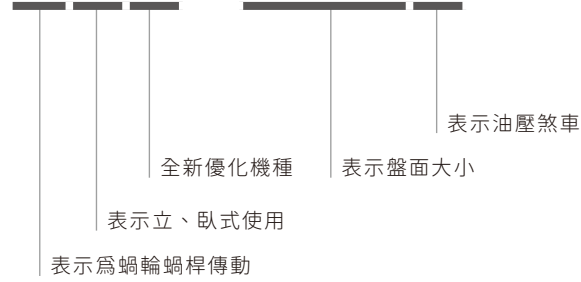 表示油壓煞車
全新優化機種
表示盤面大小
表示立、臥式使用
表示爲蝸輪蝸桿傳動